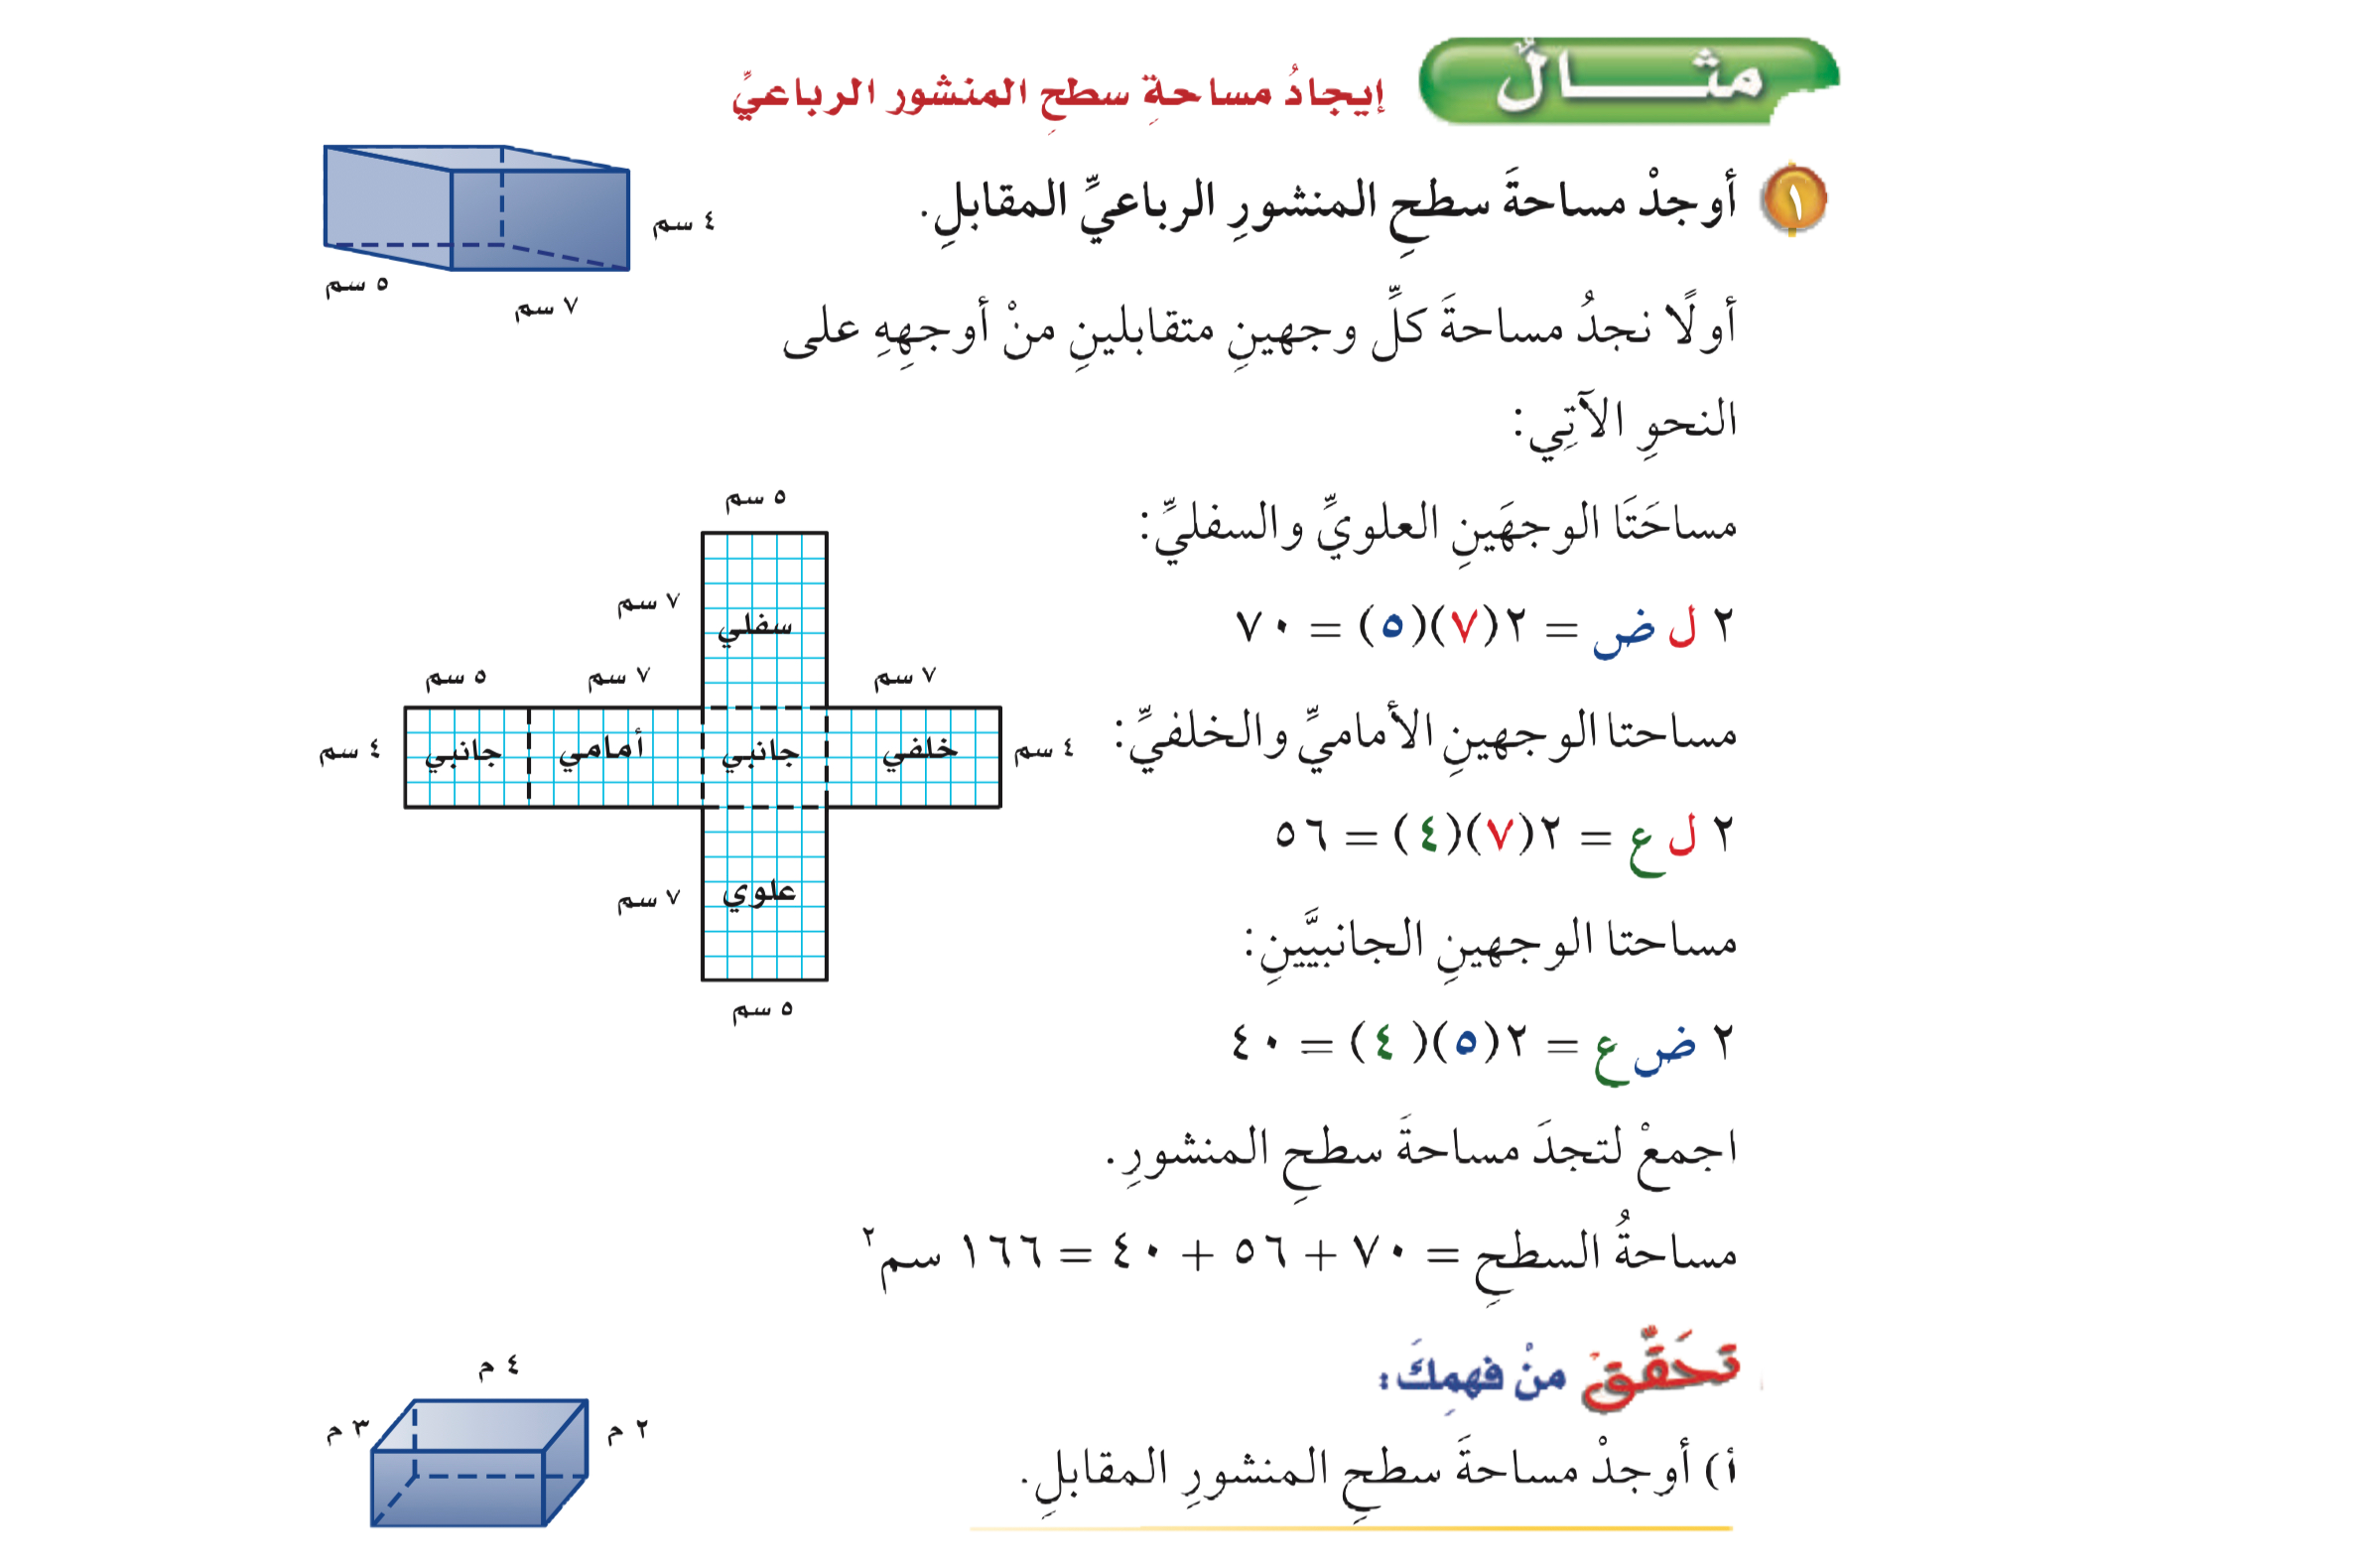 مثالٌ
إيجادُ مساحةِ سطحِ المنشور الرباعيِّ
١ أوجدْ مساحةَ سطحِ المنشورِ الرباعيِّ المقابلِ.
٤ سم
٥ سم
٧ سم
أولًا نجدُ مساحةَ كلِّ وجهينِ متقابلينِ منْ أوجهِهِ على
النحوِ الآتِي:
مساحَتَا الوجهَينِ العلويِّ والسفليِّ:
٢ ل ض = ٢(٧)(٥) = ٧٠
مساحتا الوجهينِ الأماميِّ والخلفيِّ:
٢ ل ع = ٢(٧)(٤) = ٥٦
مساحتا الوجهينِ الجانبيَّينِ:
٢ ض ع = ٢(٥)(٤) = ٤٠
٥ سم
٧ سم
سفلي
٧ سم
٧ سم
٥ سم
٤ سم
خلفي
جانبي
أمامي
جانبي
٤ سم
علوي
٧ سم
٥ سم
اجمعْ لتجدَ مساحةَ سطحِ المنشورِ.
مساحةُ السطحِ = ٧٠ + ٥٦ + ٤٠ = ١٦٦ سم٢
تحَقَّقْ منْ فهمِكَ:
أ) أوجدْ مساحةَ سطحِ المنشورِ المقابلِ.
٤ م
٢ م
٣ م